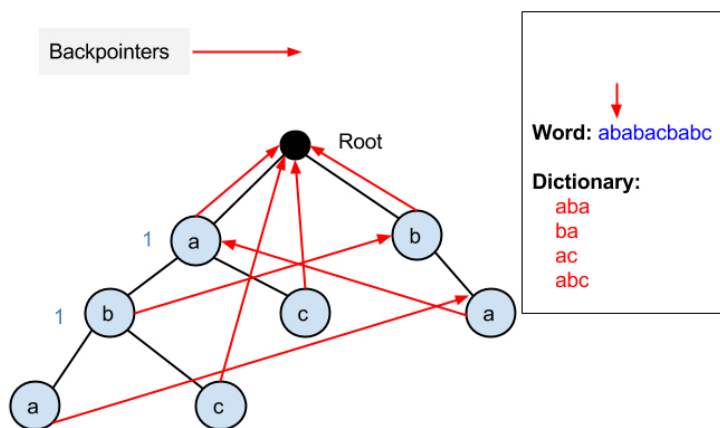 Backpointers
Root
Word: ababacbabc
Dictionary:
aba
ba
ac
abc
1
a
b
1
b
c
a
a
c